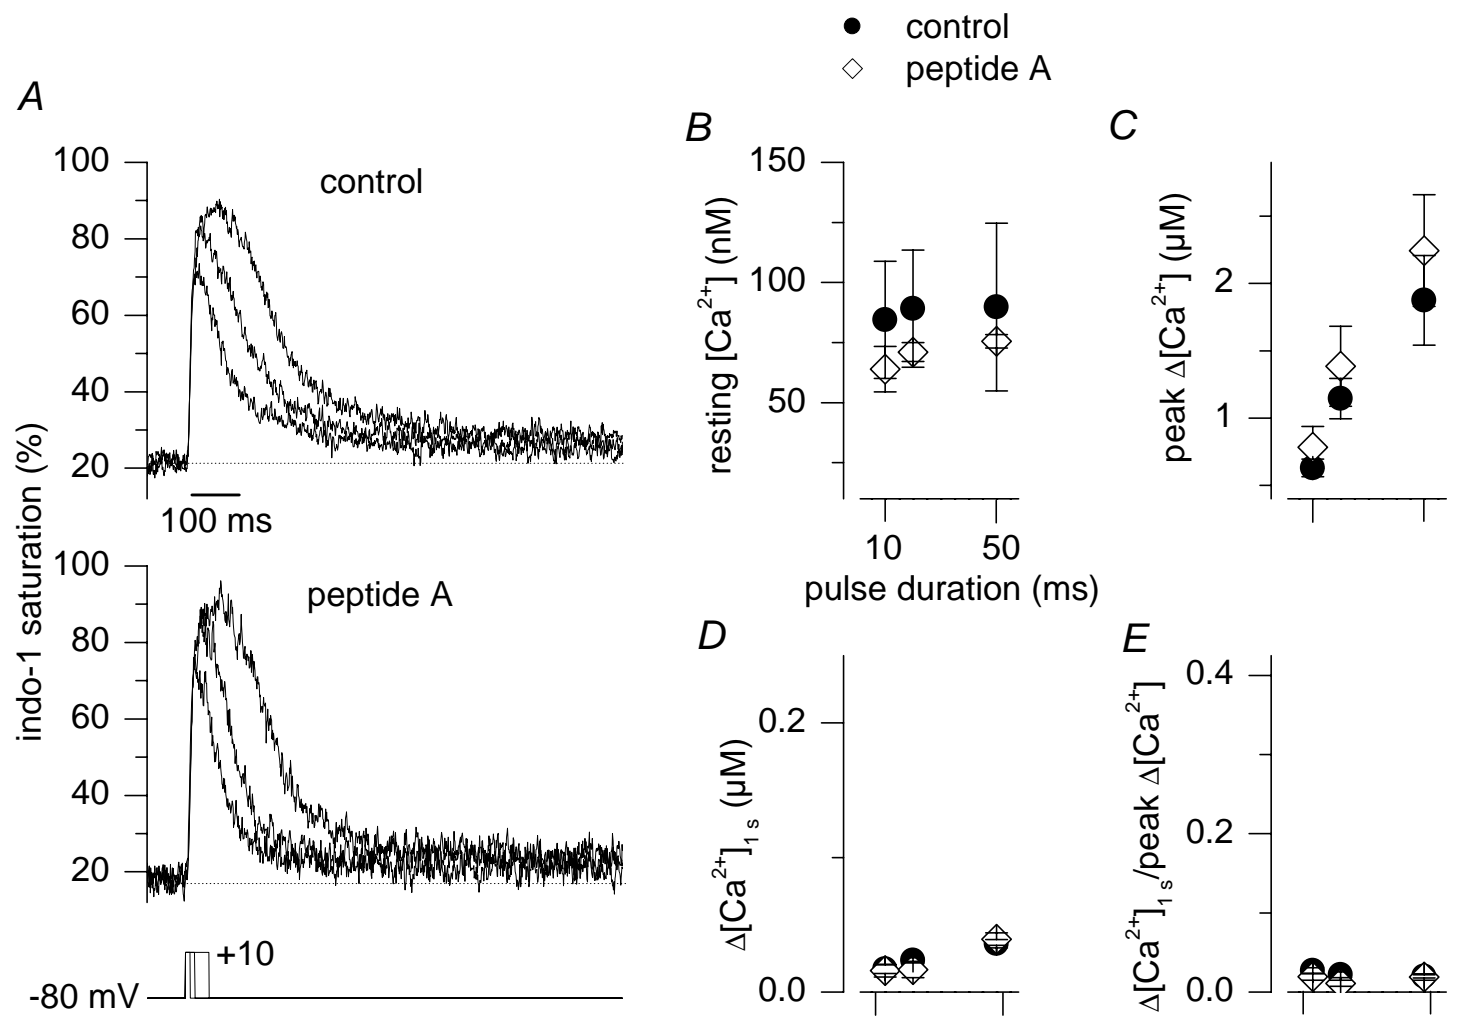 control
peptide A
A
100
80
60
40
20
control
100 ms
indo-1 saturation (%)
100
80
60
40
20
peptide A
+10
-80 mV
B
150
100
50
resting [Ca2+] (nM)
10
50
pulse duration (ms)
C
2
1
peak Δ[Ca2+] (μM)
D
0.2
0.0
Δ[Ca2+]1 s (μM)
E
0.4
0.2
0.0
Δ[Ca2+]1 s/peak Δ[Ca2+]